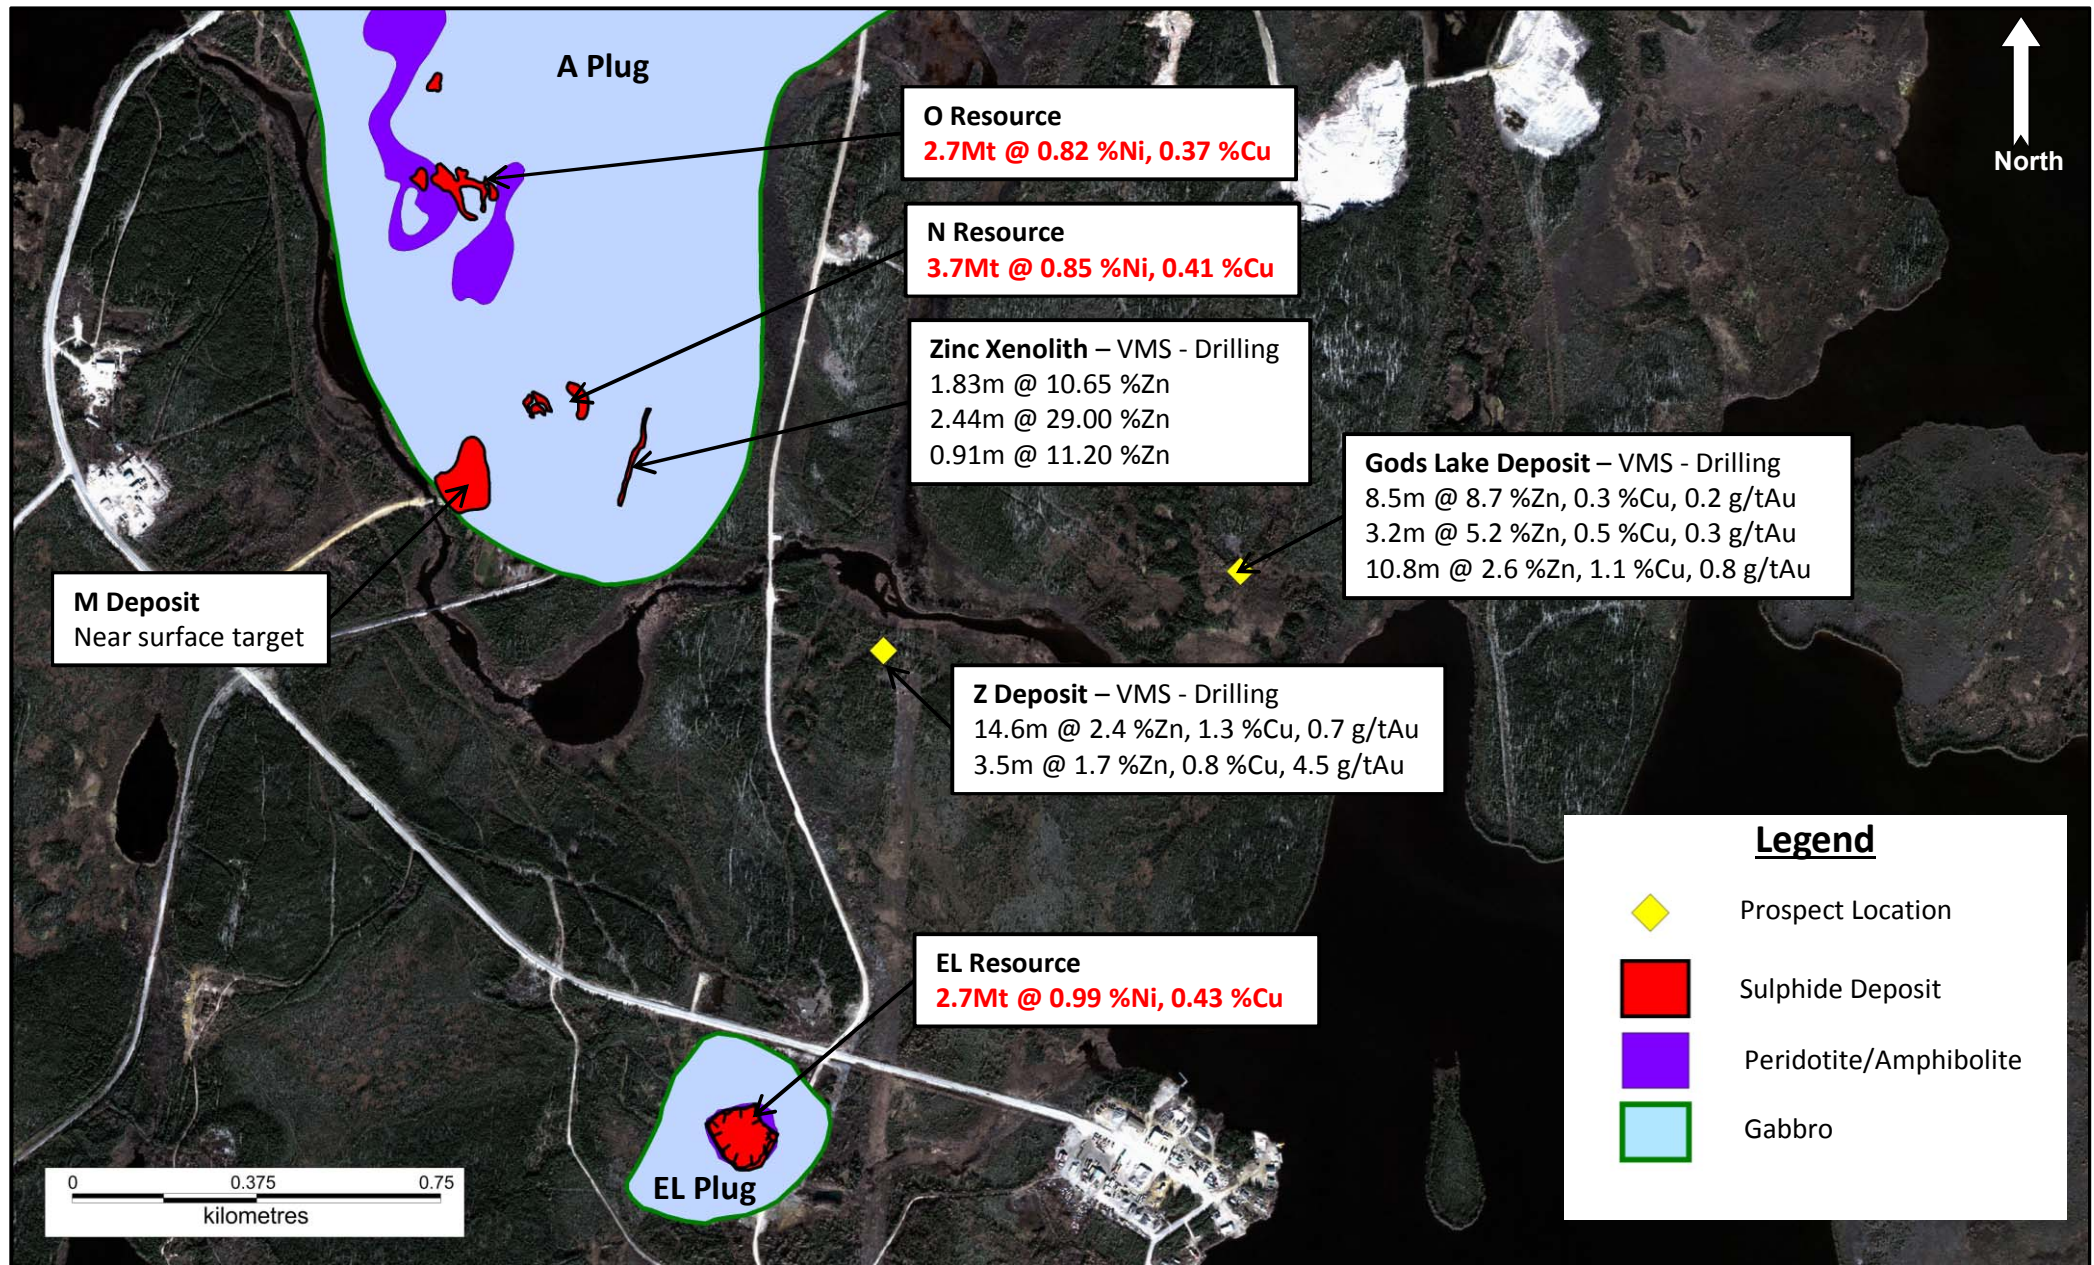 A Plug
O Resource
2.7Mt @ 0.82 %Ni, 0.37 %Cu
North
N Resource
3.7Mt @ 0.85 %Ni, 0.41 %Cu
Zinc Xenolith – VMS - Drilling
1.83m @ 10.65 %Zn
2.44m @ 29.00 %Zn
0.91m @ 11.20 %Zn
Gods Lake Deposit – VMS - Drilling
8.5m @ 8.7 %Zn, 0.3 %Cu, 0.2 g/tAu
3.2m @ 5.2 %Zn, 0.5 %Cu, 0.3 g/tAu
10.8m @ 2.6 %Zn, 1.1 %Cu, 0.8 g/tAu
M Deposit
Near surface target
Z Deposit – VMS - Drilling
14.6m @ 2.4 %Zn, 1.3 %Cu, 0.7 g/tAu
3.5m @ 1.7 %Zn, 0.8 %Cu, 4.5 g/tAu
EL Resource
2.7Mt @ 0.99 %Ni, 0.43 %Cu
EL Plug
Legend
Prospect Location
Sulphide Deposit
Peridotite/Amphibolite
Gabbro
0 0.375 0.75
kilometres